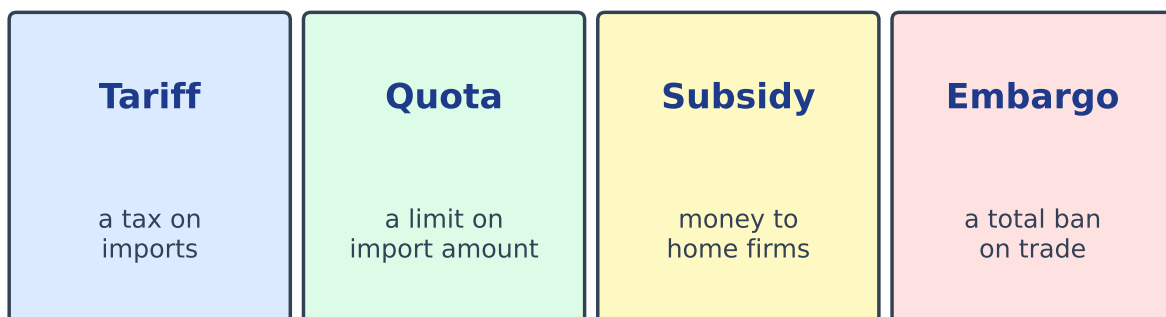 Tariff
a tax on
imports
Quota
a limit on
import amount
Subsidy
money to
home firms
Embargo
a total ban
on trade